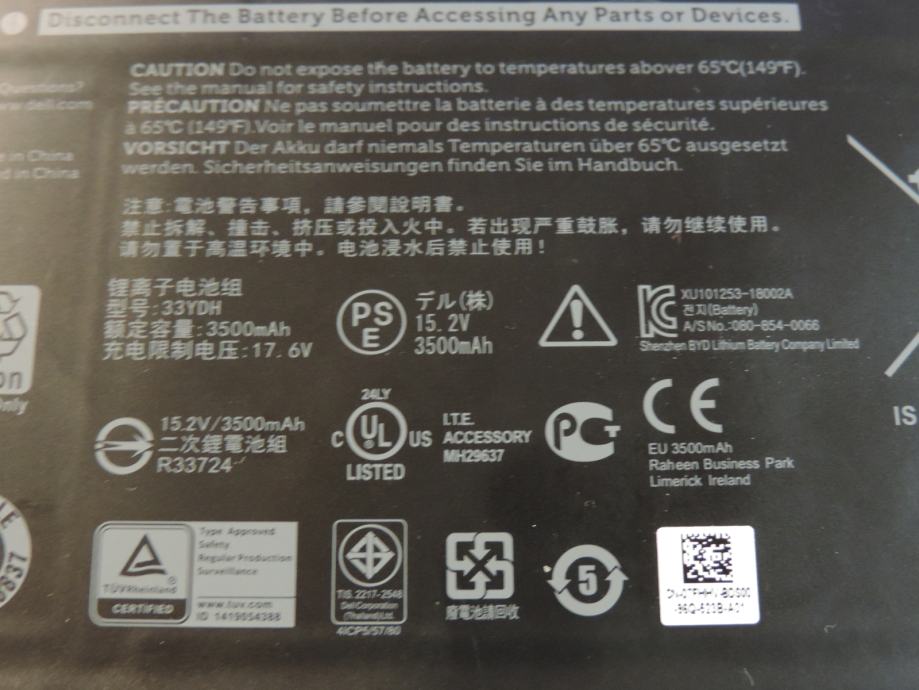 Disconnect The Battery Before Accessing Any Parts or Devices.
CAUTION Do not expose the battery to temperatures abover 65℃(149℉).
See the manual for safety instructions.
PRÉCAUTION Ne pas soumettre la batterie à des temperatures supérieures
à 65℃ (149℉).Voir le manuel pour des instructions de sécurité.
VORSICHT Der Akku darf niemals Temperaturen über 65℃ ausgesetzt
werden. Sicherheitsanweisungen finden Sie im Handbuch.
Questions?
www.dell.com
in China
in China
注意:電池警告事項，請參閱說明書。
禁止拆解、撞击、挤压或投入火中。若出现严重鼓胀，请勿继续使用。
请勿置于高温环境中。电池浸水后禁止使用！
鋰离子电池组
型号:33YDH
额定容量:3500mAh
充电限制电压:17.6V
PS
E
デル(株)
15.2V
3500mAh
XU101253-18002A
전지(Battery)
A/S No.:080-854-0066
Shenzhen BYD Lithium Battery Company Limited
Only
15.2V/3500mAh
二次鋰電池組
R33724
24LY
C UL US
LISTED
I.T.E.
ACCESSORY
MH29637
CE
EU 3500mAh
Raheen Business Park
Limerick Ireland
IS
TÜVRheinland
CERTIFIED
Type Approved
Safety
Regular Production
Surveillance
www.tuv.com
ID 1419054388
TIS. 2217-2548
Dell Corporation
(Thailand)Ltd.
4ICP5/57/80
廢電池請回收
5